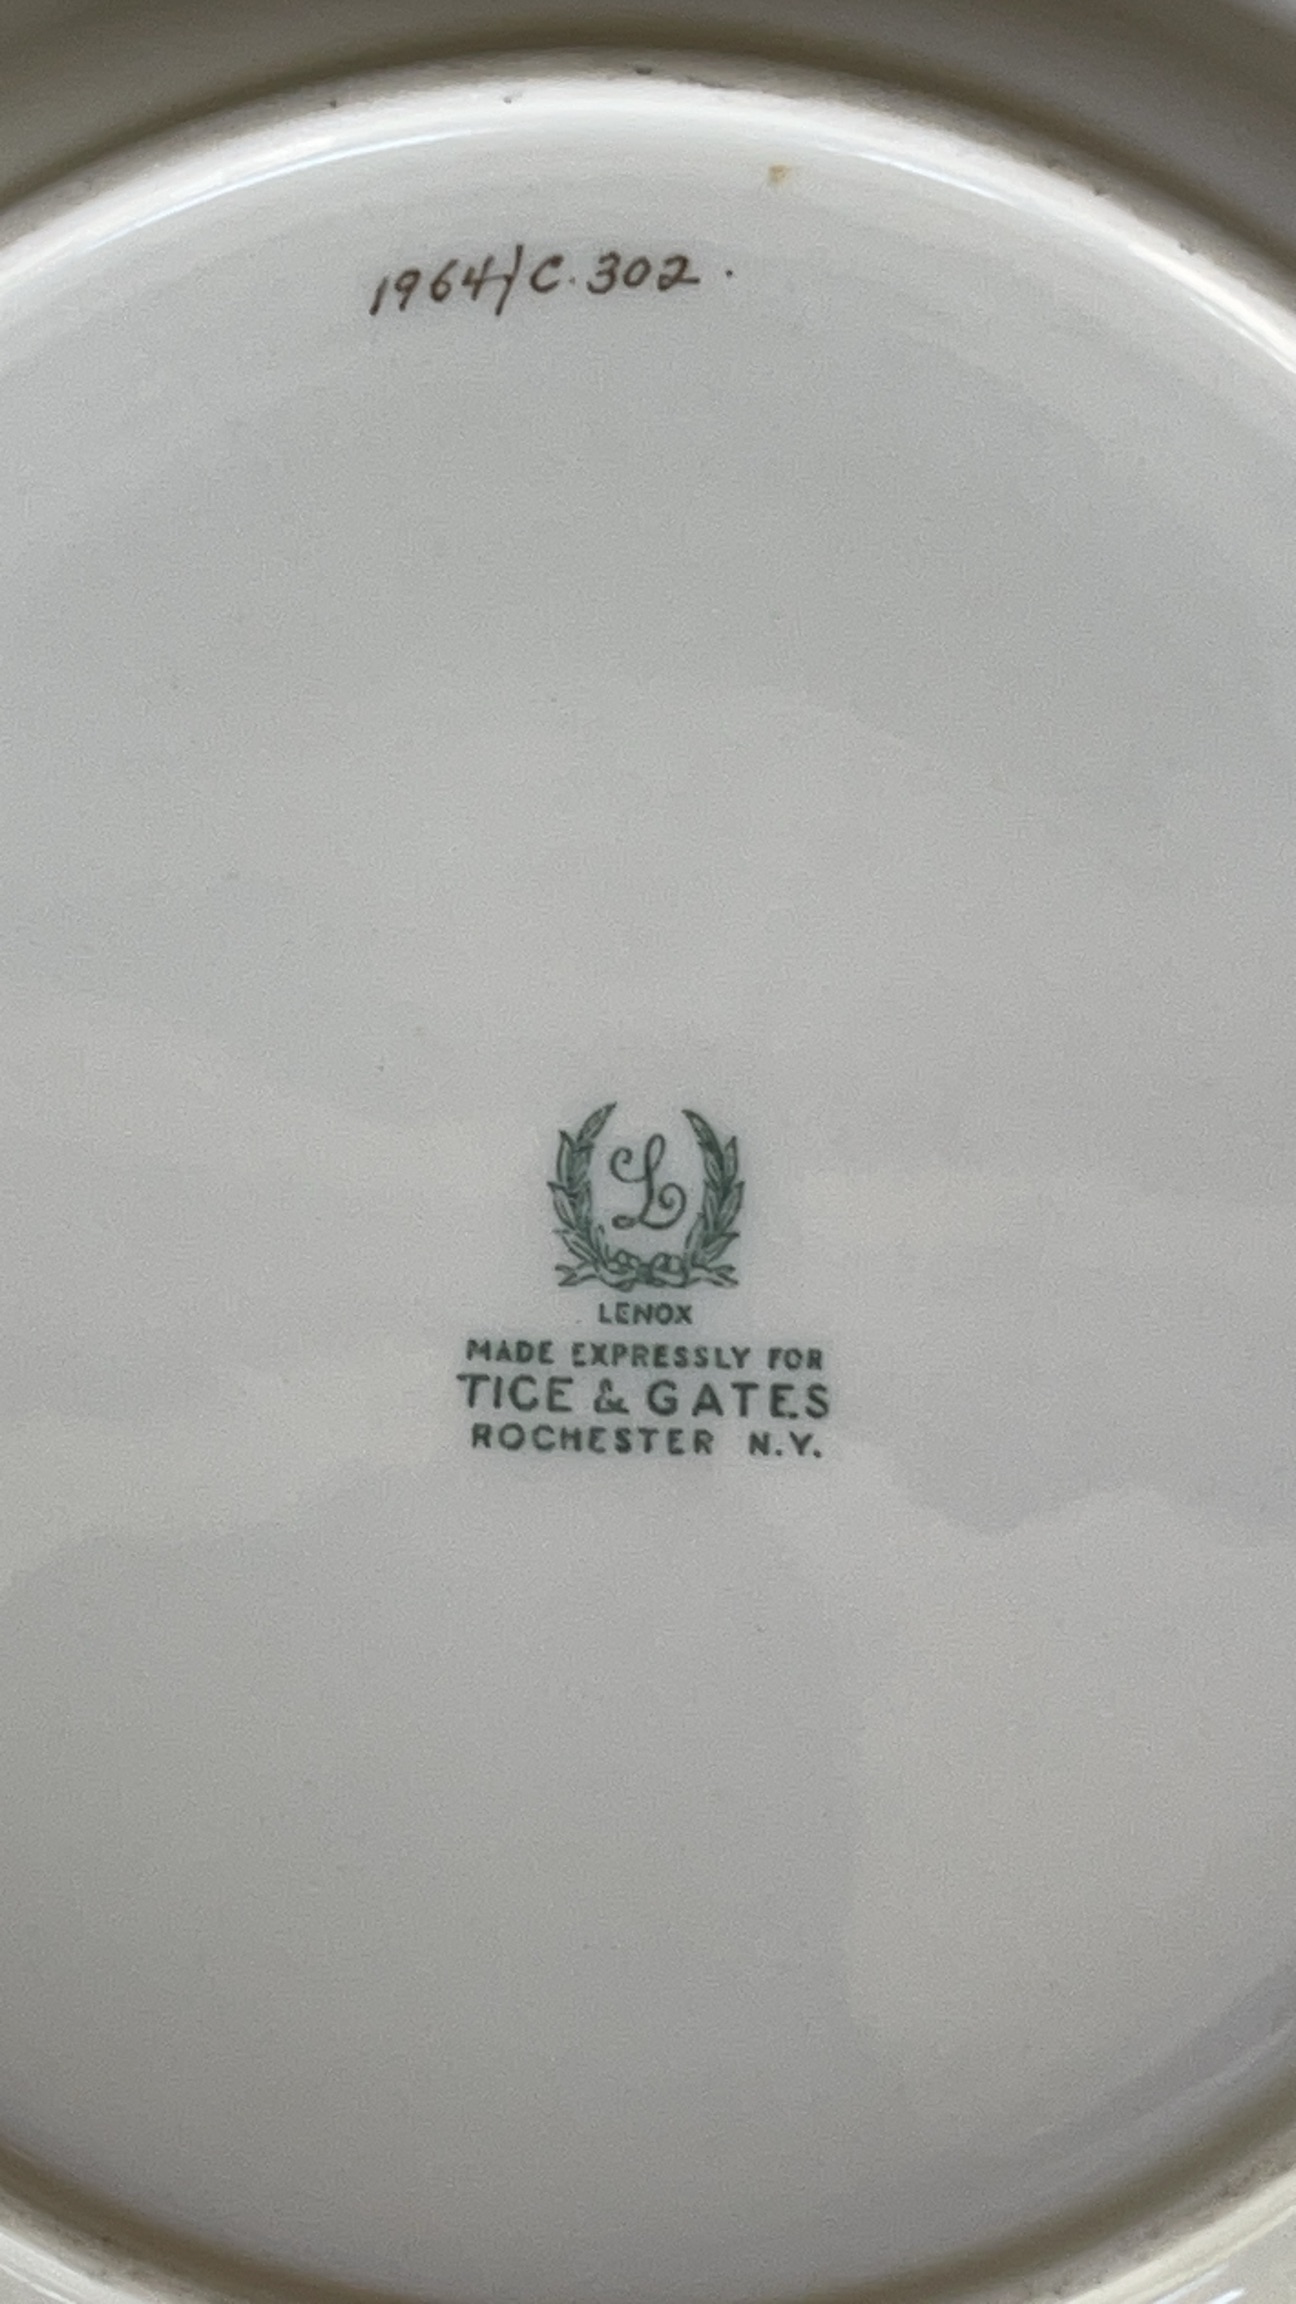 1964/C.302.
L
LENOX
MADE EXPRESSLY FOR
TICE & GATES
ROCHESTER N.Y.